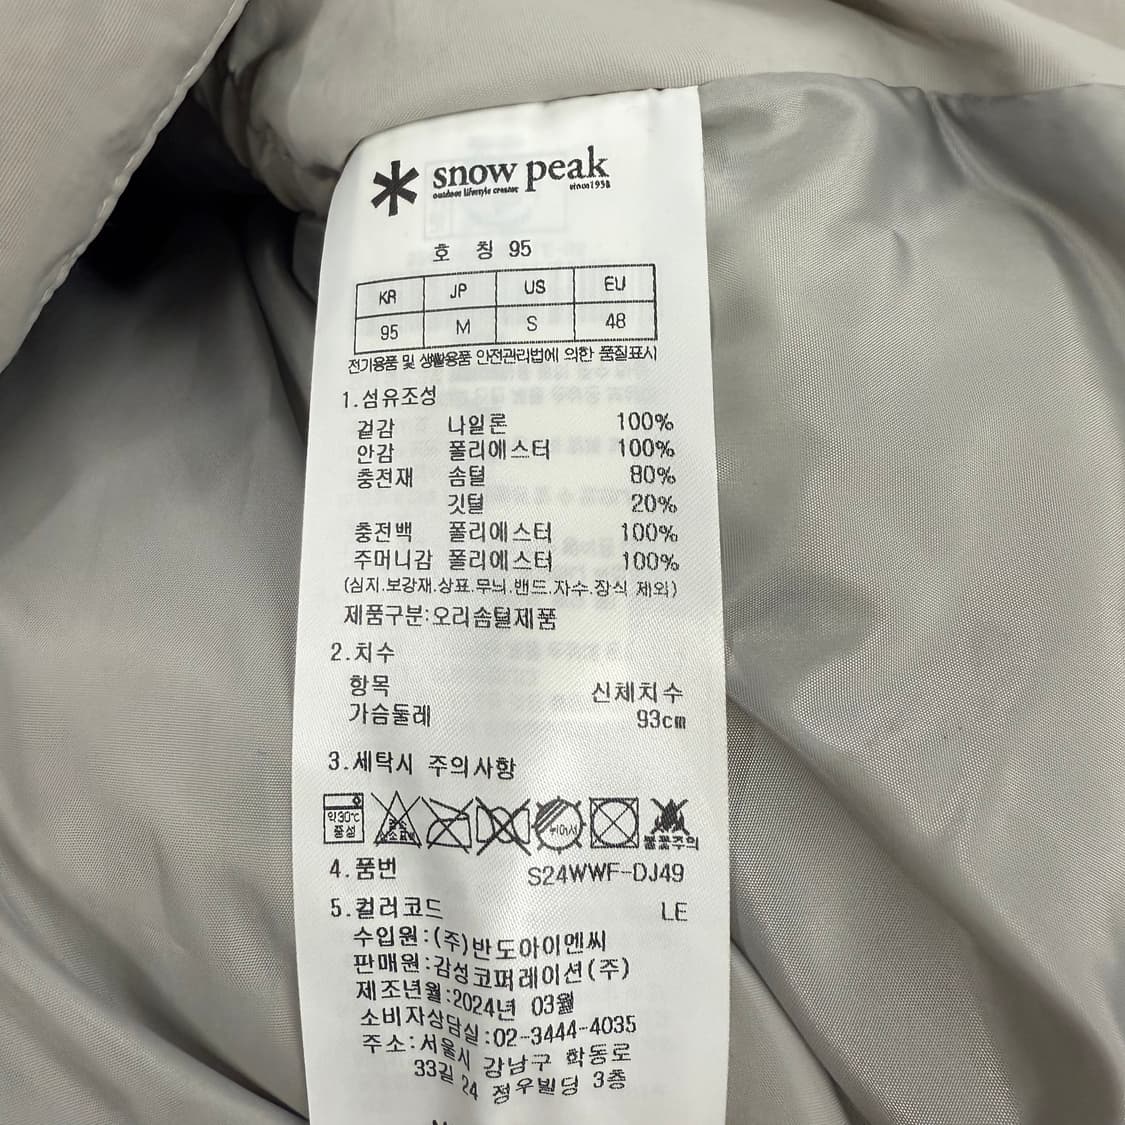 snow peak
outdoor lifestyle creator since1958
호 칭 95
KR JP US EU
95 M S 48
전기용품 및 생활용품 안전관리법에 의한 품질표시
1.섬유조성
겉감 나일론 100%
안감 폴리에스터 100%
충전재 솜털 80%
깃털 20%
충전백 폴리에스터 100%
주머니감 폴리에스터 100%
(심지.보강재.상표.무늬.밴드.자수.장식 제외)
제품구분:오리솜털제품
2.치수
항목 신체치수
가슴둘레 93cm
3.세탁시 주의사항
약30℃
중성
불꽃주의
4.품번 S24WWF-DJ49
5.컬러코드 LE
수입원:(주)반도아이엔씨
판매원:감성코퍼레이션(주)
제조년월:2024년 03월
소비자상담실:02-3444-4035
주소:서울시 강남구 학동로
33길 24 정우빌딩 3층